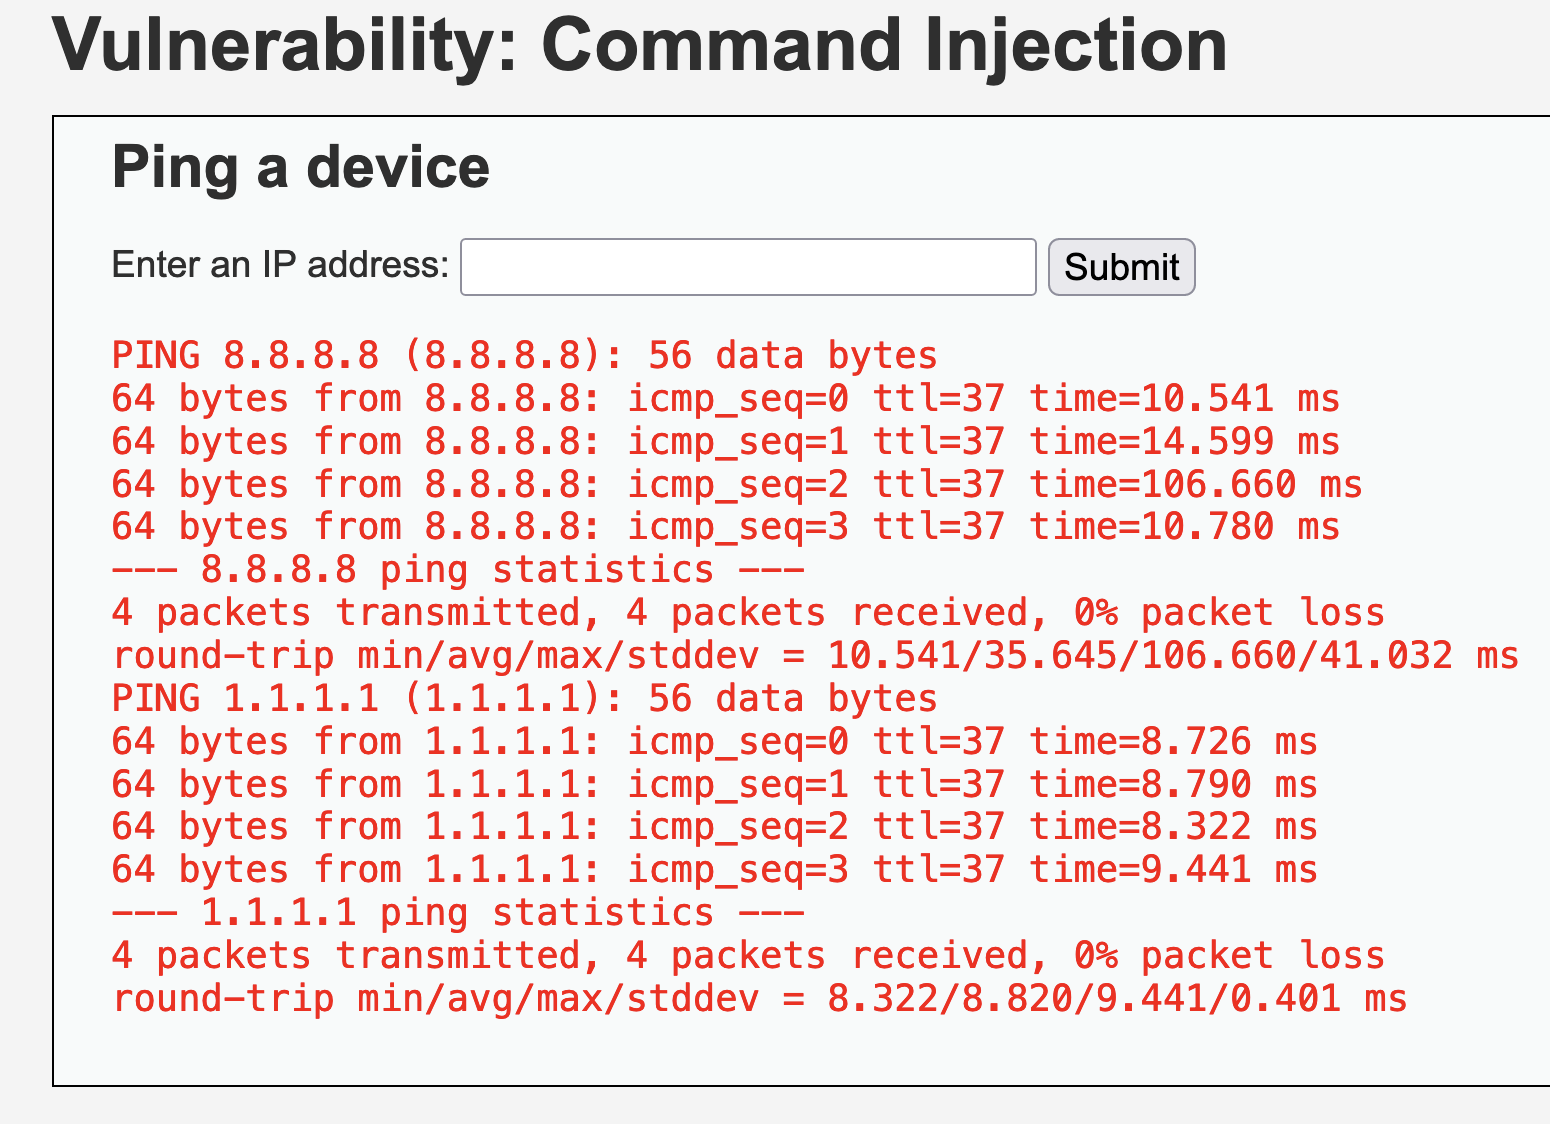 Vulnerability: Command Injection
Ping a device
Enter an IP address: Submit
PING 8.8.8.8 (8.8.8.8): 56 data bytes
64 bytes from 8.8.8.8: icmp_seq=0 ttl=37 time=10.541 ms
64 bytes from 8.8.8.8: icmp_seq=1 ttl=37 time=14.599 ms
64 bytes from 8.8.8.8: icmp_seq=2 ttl=37 time=106.660 ms
64 bytes from 8.8.8.8: icmp_seq=3 ttl=37 time=10.780 ms
--- 8.8.8.8 ping statistics ---
4 packets transmitted, 4 packets received, 0% packet loss
round-trip min/avg/max/stddev = 10.541/35.645/106.660/41.032 ms
PING 1.1.1.1 (1.1.1.1): 56 data bytes
64 bytes from 1.1.1.1: icmp_seq=0 ttl=37 time=8.726 ms
64 bytes from 1.1.1.1: icmp_seq=1 ttl=37 time=8.790 ms
64 bytes from 1.1.1.1: icmp_seq=2 ttl=37 time=8.322 ms
64 bytes from 1.1.1.1: icmp_seq=3 ttl=37 time=9.441 ms
--- 1.1.1.1 ping statistics ---
4 packets transmitted, 4 packets received, 0% packet loss
round-trip min/avg/max/stddev = 8.322/8.820/9.441/0.401 ms